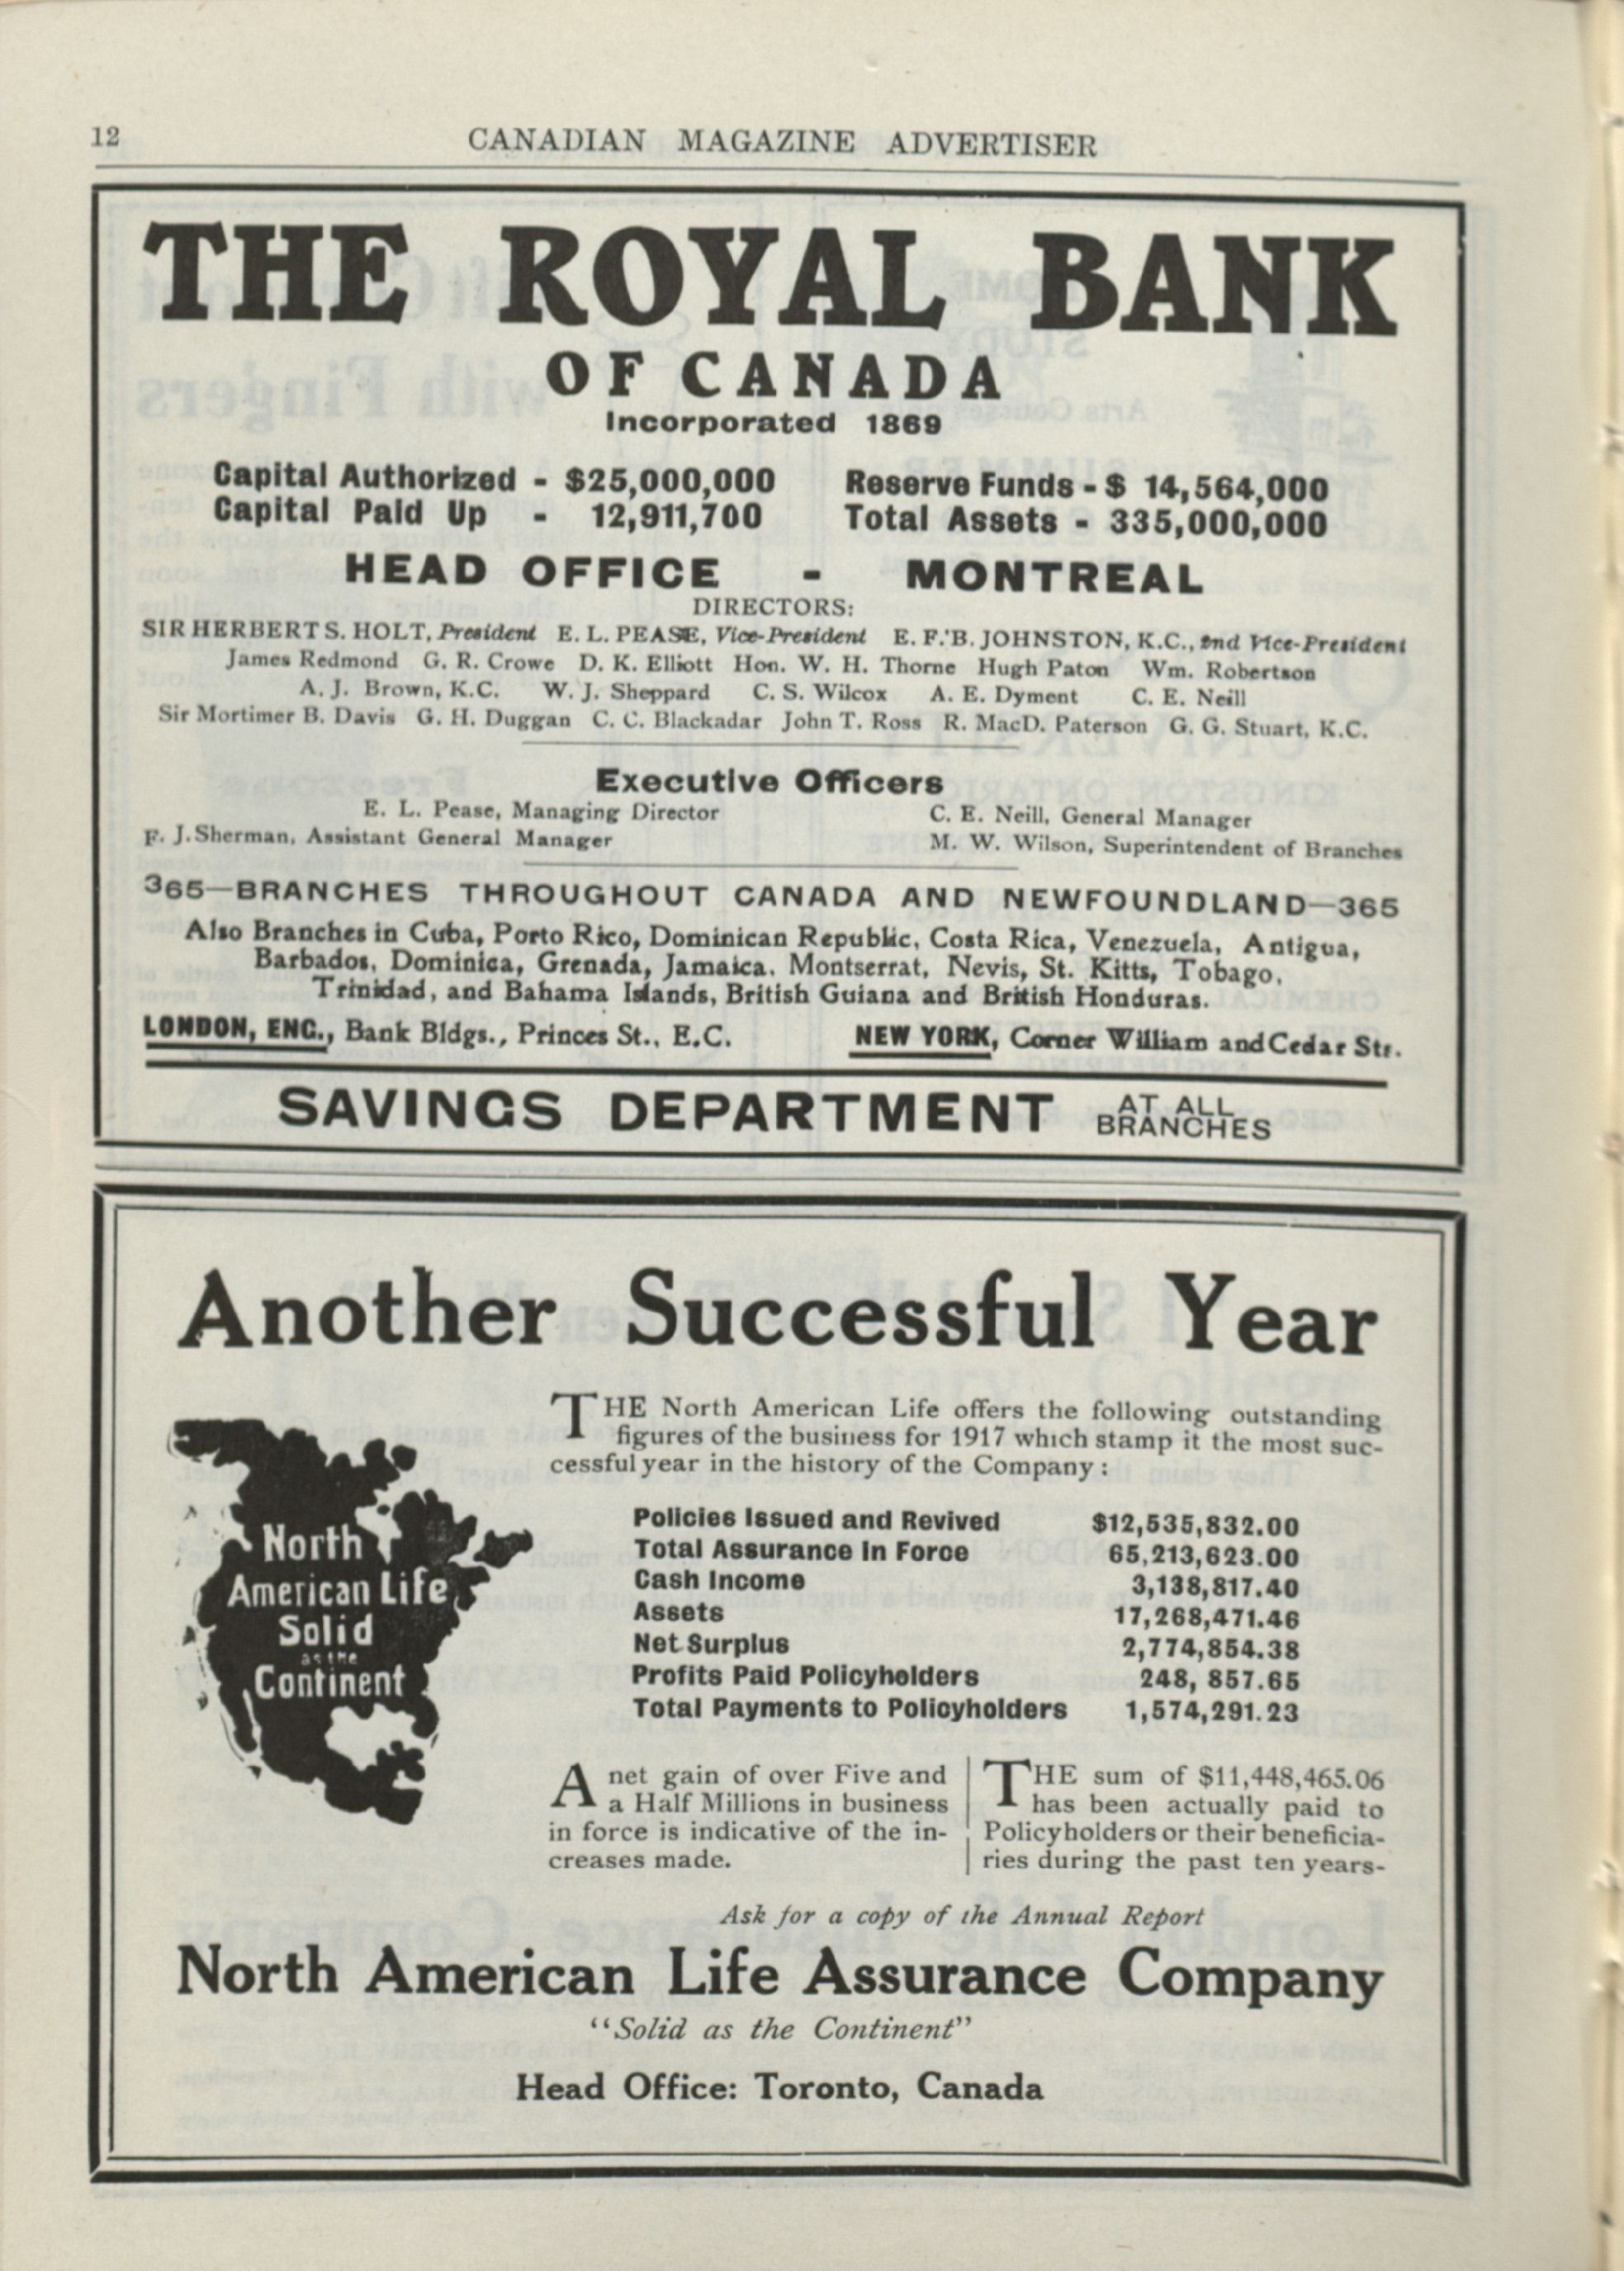 12
CANADIAN MAGAZINE ADVERTISER
THE ROYAL BANK
OF CANADA
Incorporated 1869
Capital Authorized - $25,000,000 Reserve Funds - $ 14,564,000
Capital Paid Up - 12,911,700 Total Assets - 335,000,000
HEAD OFFICE - MONTREAL
DIRECTORS:
SIR HERBERT S. HOLT, President E. L. PEASE, Vice-President E. F. B. JOHNSTON, K.C., 2nd Vice-President
James Redmond G. R. Crowe D. K. Elliott Hon. W. H. Thorne Hugh Paton Wm. Robertson
A. J. Brown, K.C. W. J. Sheppard C. S. Wilcox A. E. Dyment C. E. Neill
Sir Mortimer B. Davis G. H. Duggan C. C. Blackadar John T. Ross R. MacD. Paterson G. G. Stuart, K.C.
Executive Officers
E. L. Pease, Managing Director C. E. Neill, General Manager
F. J. Sherman, Assistant General Manager M. W. Wilson, Superintendent of Branches
365—BRANCHES THROUGHOUT CANADA AND NEWFOUNDLAND—365
Also Branches in Cuba, Porto Rico, Dominican Republic, Costa Rica, Venezuela, Antigua,
Barbados, Dominica, Grenada, Jamaica, Montserrat, Nevis, St. Kitts, Tobago,
Trinidad, and Bahama Islands, British Guiana and British Honduras.
LONDON, ENG., Bank Bldgs., Princes St., E.C. NEW YORK, Corner William and Cedar Str.
SAVINGS DEPARTMENT AT ALL
BRANCHES
Another Successful Year
THE North American Life offers the following outstanding
figures of the business for 1917 which stamp it the most suc-
cessful year in the history of the Company:
North
American Life
Solid
as the
Continent
Policies Issued and Revived $12,535,832.00
Total Assurance In Force 65,213,623.00
Cash Income 3,138,817.40
Assets 17,268,471.46
Net Surplus 2,774,854.38
Profits Paid Policyholders 248, 857.65
Total Payments to Policyholders 1,574,291.23
A net gain of over Five and
a Half Millions in business
in force is indicative of the in-
creases made.
THE sum of $11,448,465.06
has been actually paid to
Policyholders or their beneficia-
ries during the past ten years-
Ask for a copy of the Annual Report
North American Life Assurance Company
"Solid as the Continent"
Head Office: Toronto, Canada